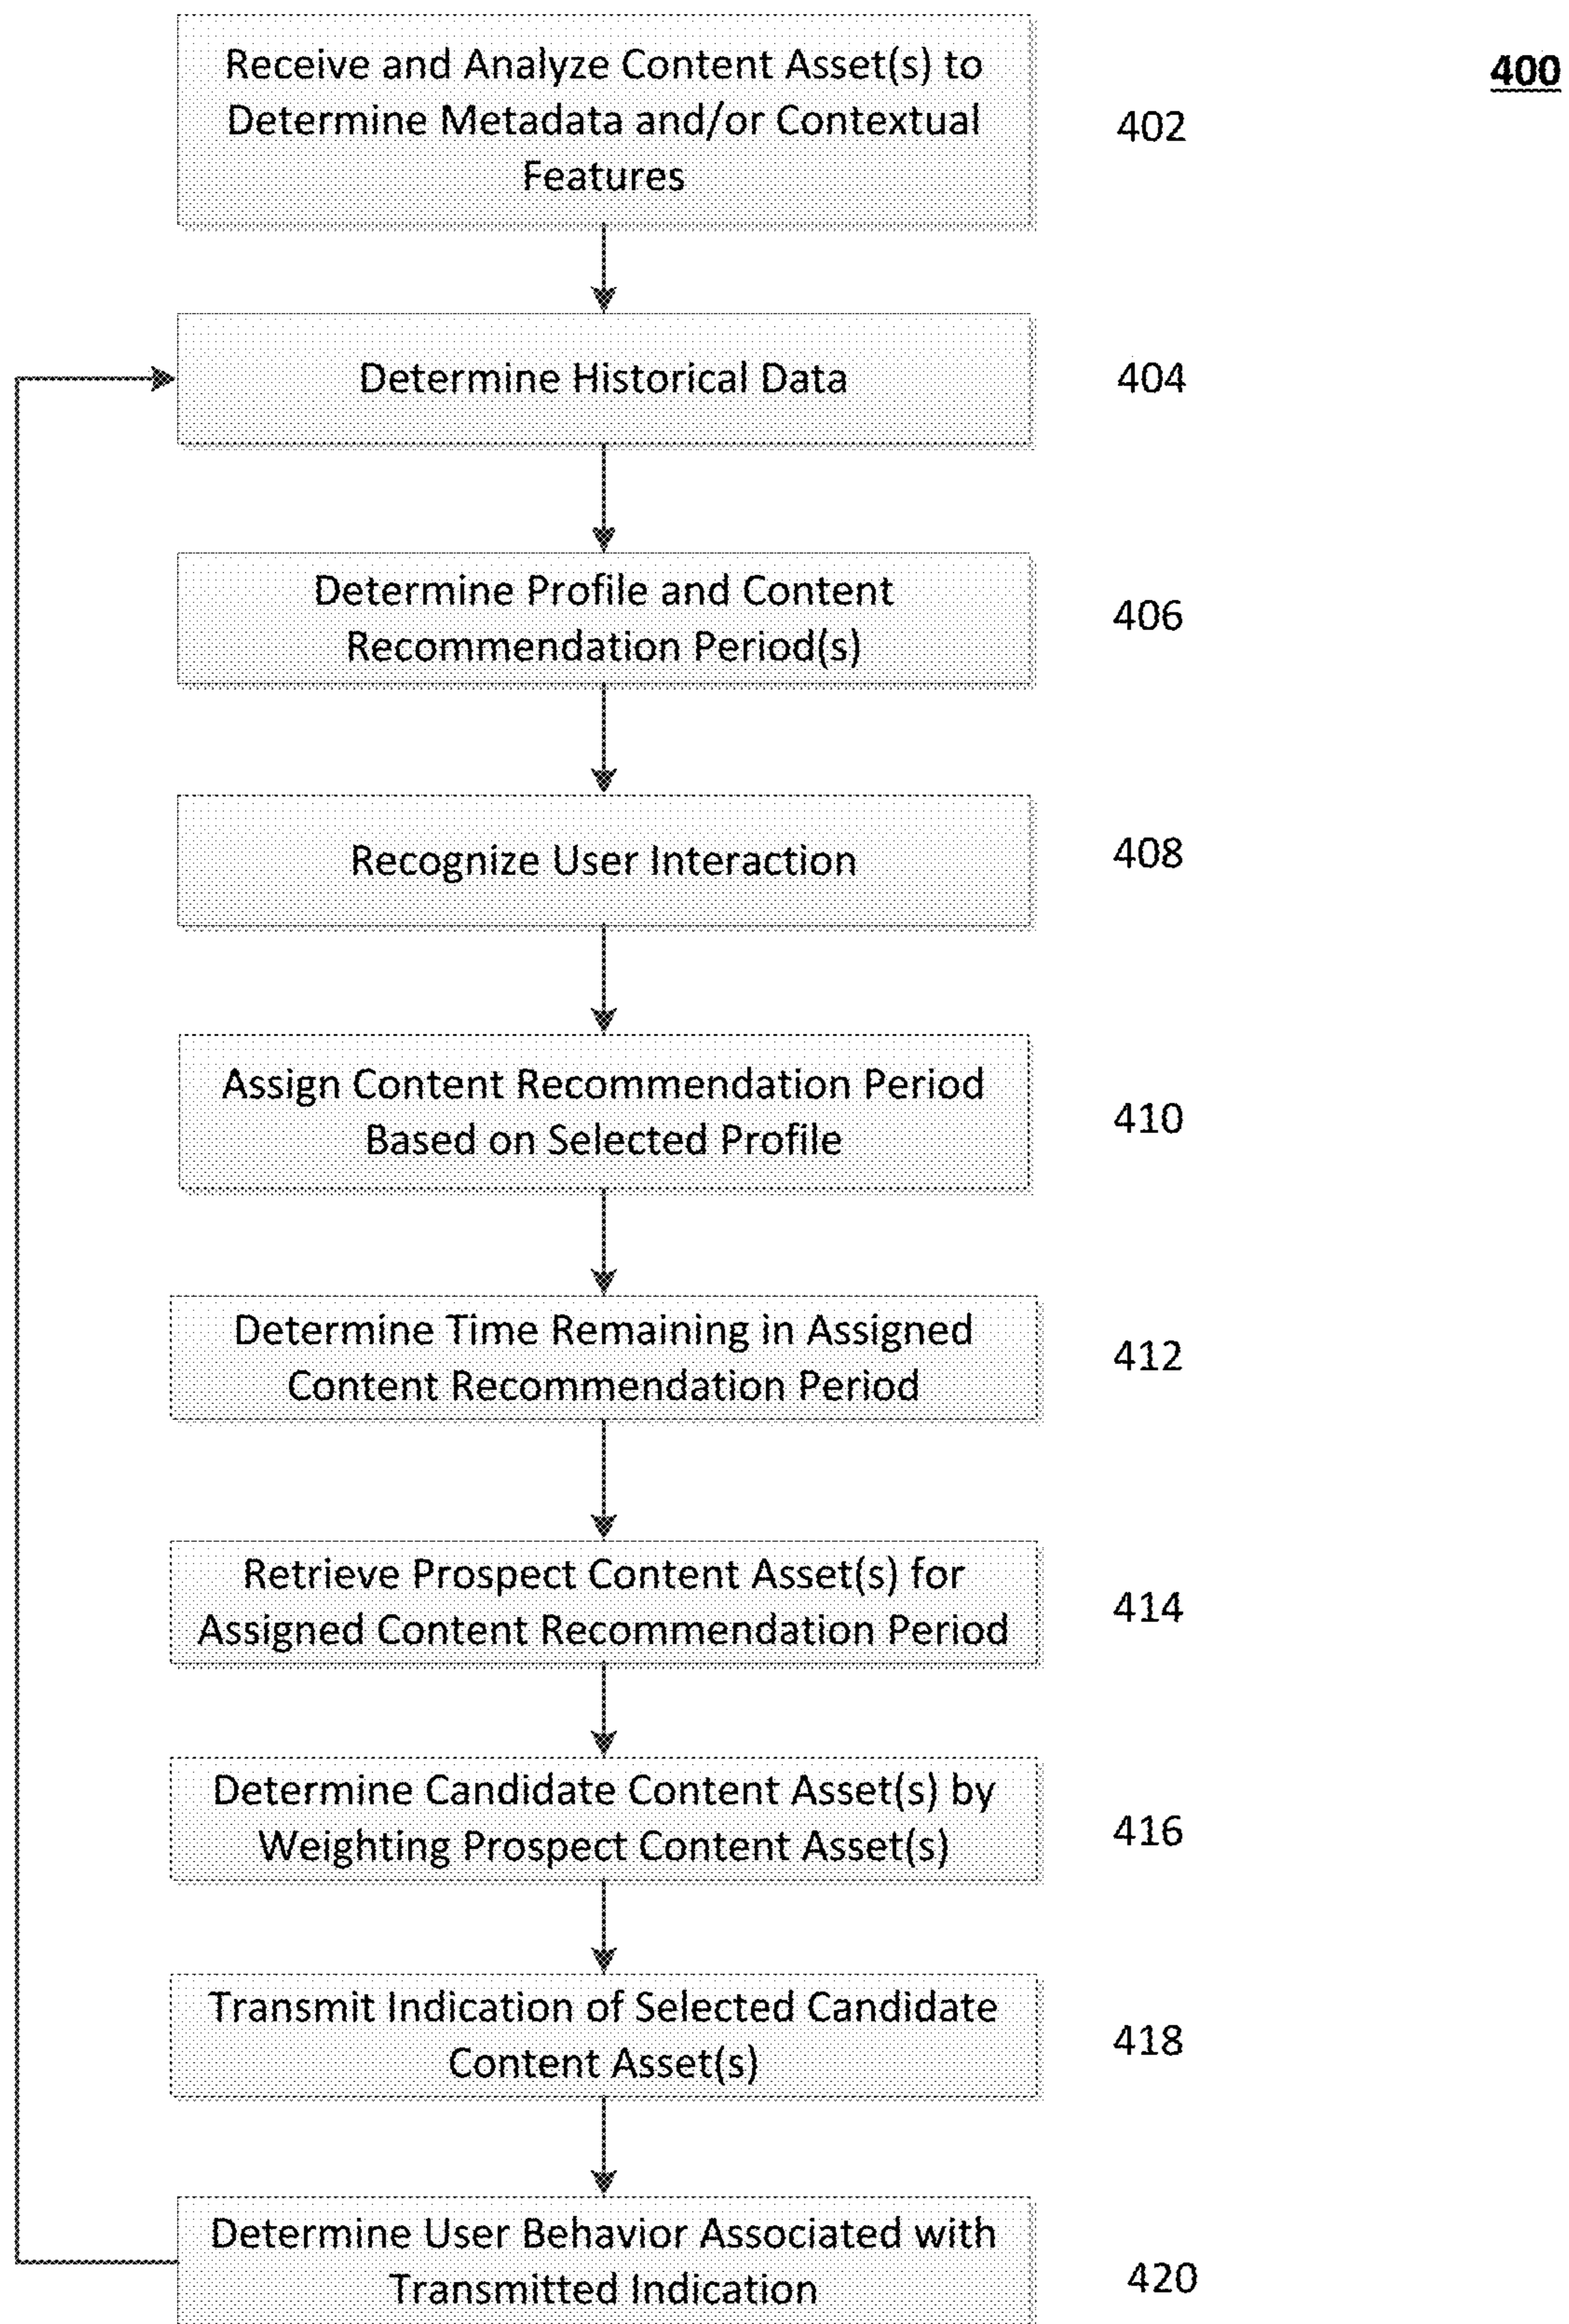 400
Receive and Analyze Content Asset(s) to
Determine Metadata and/or Contextual
Features
402
Determine Historical Data
404
Determine Profile and Content
Recommendation Period(s)
406
Recognize User Interaction
408
Assign Content Recommendation Period
Based on Selected Profile
410
Determine Time Remaining in Assigned
Content Recommendation Period
412
Retrieve Prospect Content Asset(s) for
Assigned Content Recommendation Period
414
Determine Candidate Content Asset(s) by
Weighting Prospect Content Asset(s)
416
Transmit Indication of Selected Candidate
Content Asset(s)
418
Determine User Behavior Associated with
Transmitted Indication
420